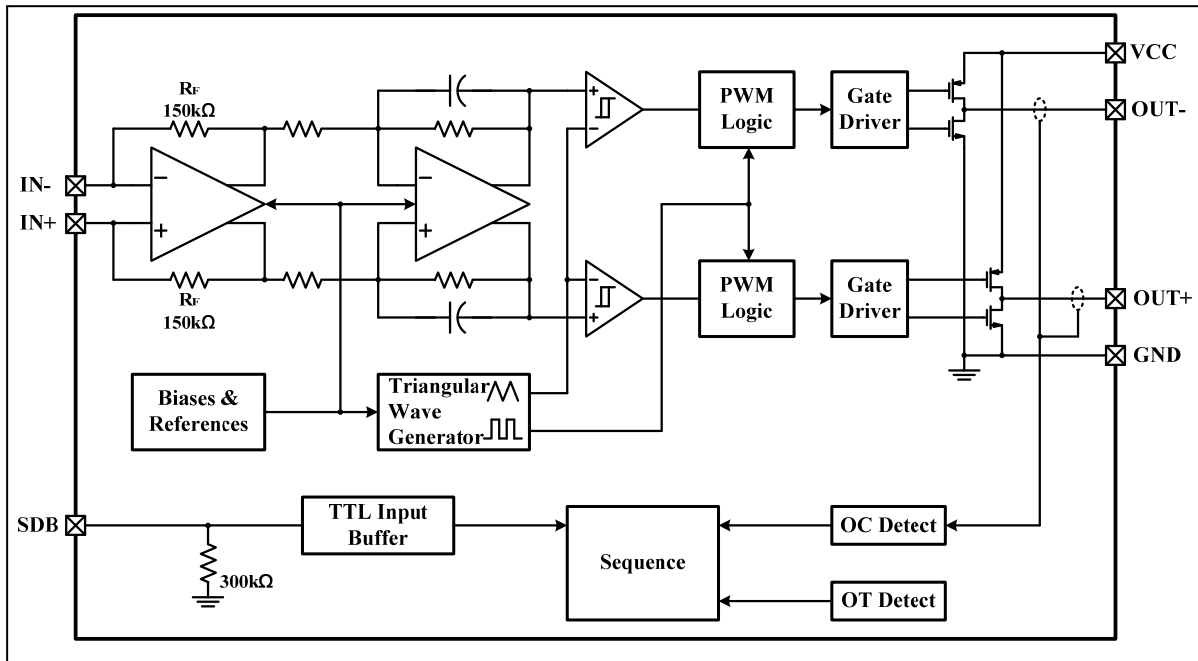 RF
150kΩ
PWM
Logic
Gate
Driver
VCC
OUT-
IN-
IN+
−
+
−
+
+
−
−
+
RF
150kΩ
PWM
Logic
Gate
Driver
OUT+
GND
Biases &
References
Triangular
Wave
Generator
SDB
TTL Input
Buffer
300kΩ
Sequence
OC Detect
OT Detect